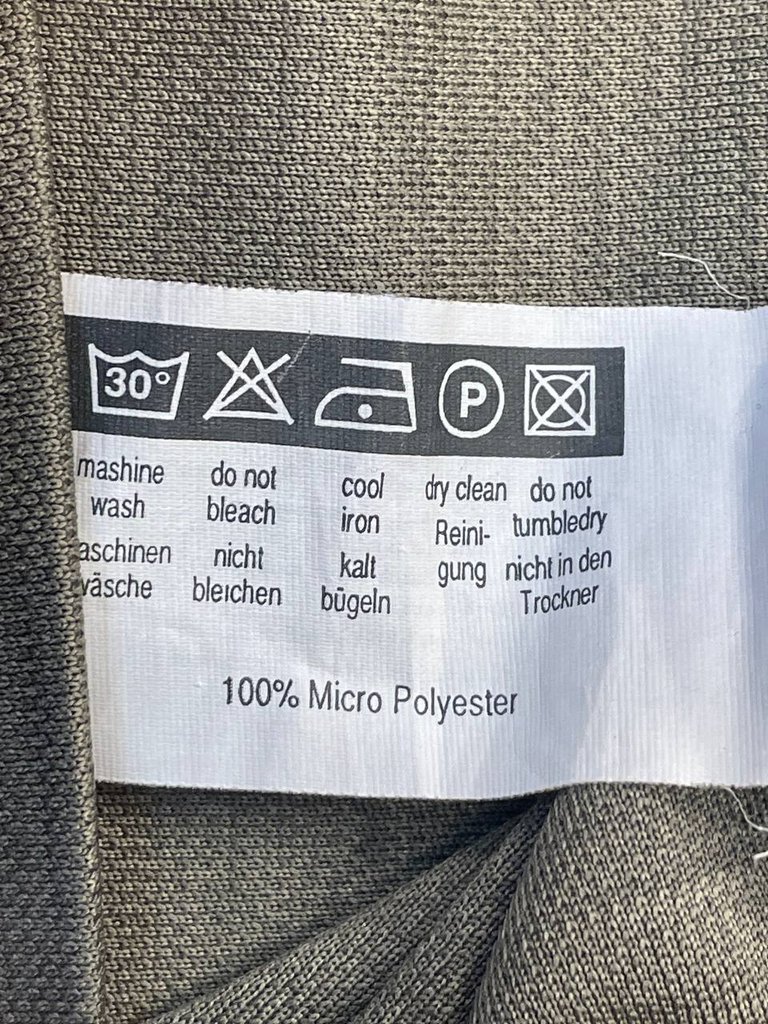 30°
P
mashine
wash
aschinen
wäsche
do not
bleach
nicht
bleichen
cool
iron
kalt
bügeln
dry clean
Reini-
gung
do not
tumbledry
nicht in den
Trockner
100% Micro Polyester